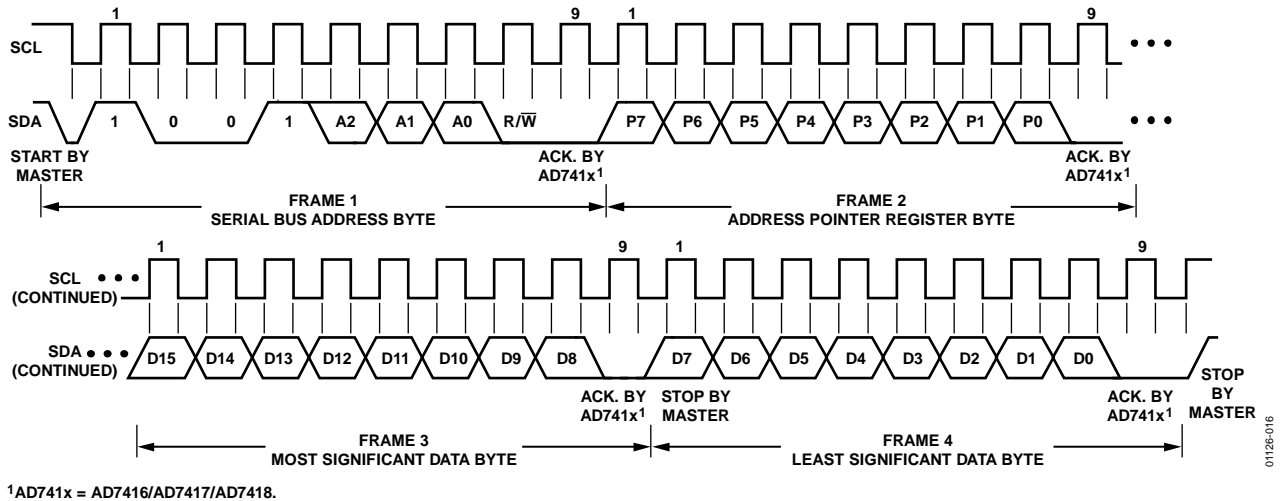 1 9 1 9
SCL
SDA 1 0 0 1 A2 A1 A0 R/W̅ P7 P6 P5 P4 P3 P2 P1 P0
START BY
MASTER
ACK. BY
AD741x1
ACK. BY
AD741x1
FRAME 1
SERIAL BUS ADDRESS BYTE
FRAME 2
ADDRESS POINTER REGISTER BYTE
1 9 1 9
SCL
(CONTINUED)
SDA
(CONTINUED)
D15 D14 D13 D12 D11 D10 D9 D8 D7 D6 D5 D4 D3 D2 D1 D0
ACK. BY
AD741x1
STOP BY
MASTER
ACK. BY
AD741x1
STOP
BY
MASTER
FRAME 3
MOST SIGNIFICANT DATA BYTE
FRAME 4
LEAST SIGNIFICANT DATA BYTE
01126-016
1AD741x = AD7416/AD7417/AD7418.